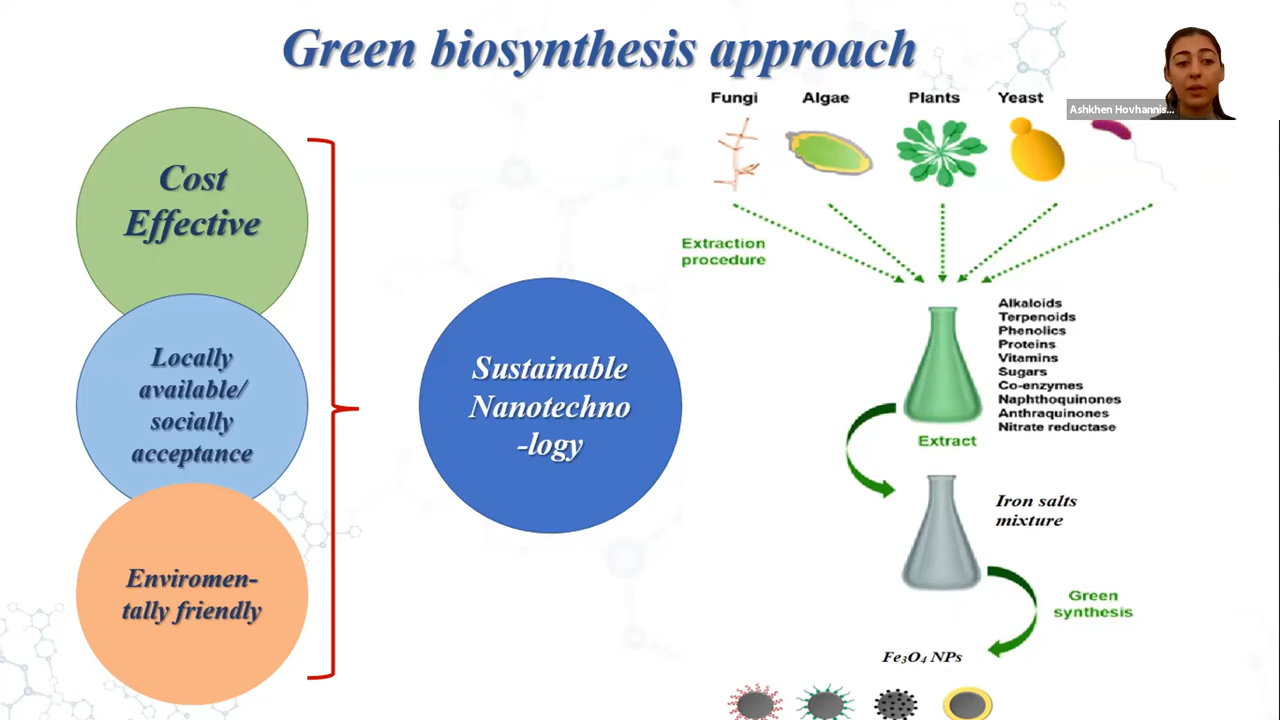 Green biosynthesis approach
Ashkhen Hovhannis...
Fungi
Algae
Plants
Yeast
Cost
Effective
Locally
available/
socially
acceptance
Enviromen-
tally friendly
Sustainable
Nanotechno
-logy
Extraction
procedure
Alkaloids
Terpenoids
Phenolics
Proteins
Vitamins
Sugars
Co-enzymes
Naphthoquinones
Anthraquinones
Nitrate reductase
Extract
Iron salts
mixture
Green
synthesis
Fe₃O₄ NPs